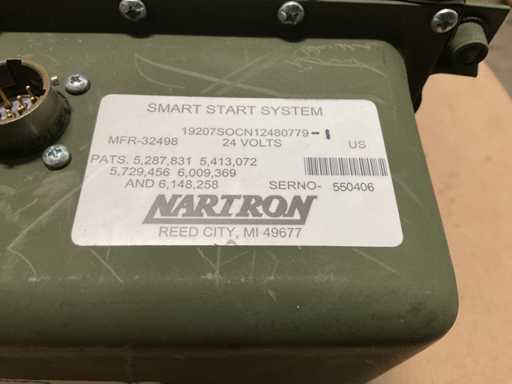 SMART START SYSTEM
19207SOCN12480779-1
MFR-32498 24 VOLTS US
PATS. 5,287,831 5,413,072
5,729,456 6,009,369
AND 6,148,258 SERNO- 550406
NARTRON
REED CITY, MI 49677